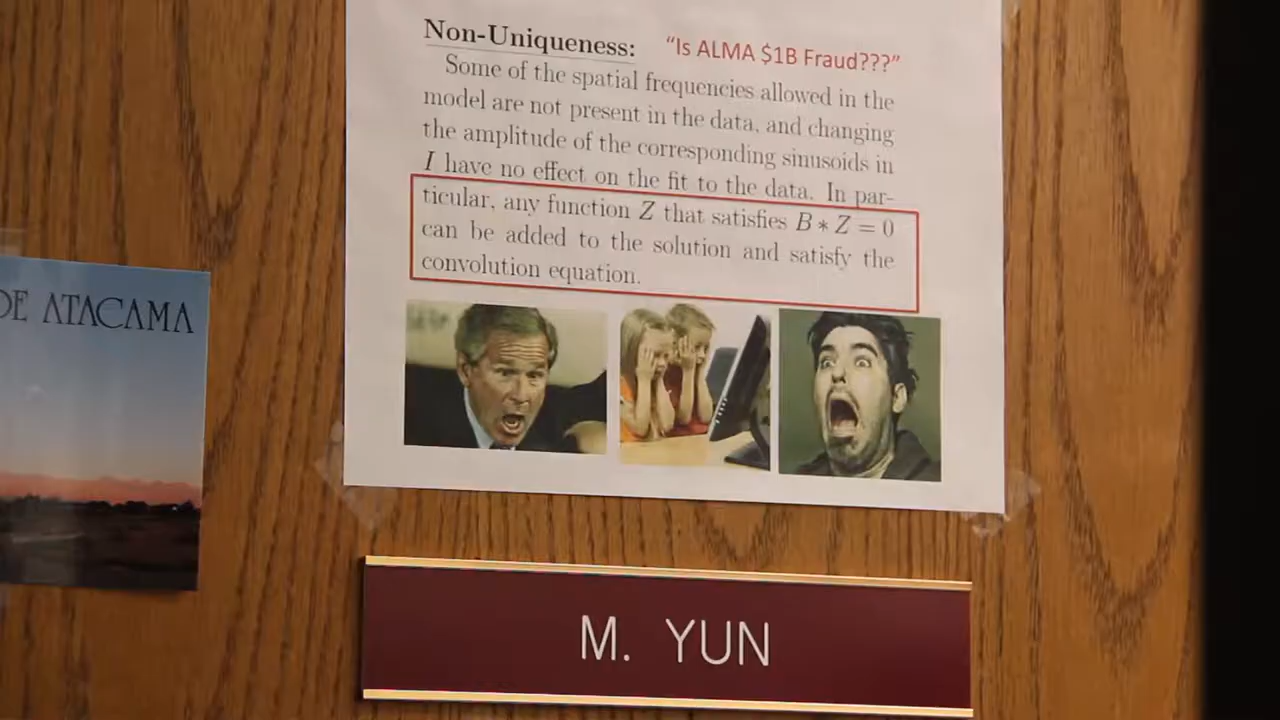 Non-Uniqueness: "Is ALMA $1B Fraud???"
Some of the spatial frequencies allowed in the
model are not present in the data, and changing
the amplitude of the corresponding sinusoids in
I have no effect on the fit to the data. In par-
ticular, any function Z that satisfies B * Z = 0
can be added to the solution and satisfy the
convolution equation.
DE ATACAMA
M. YUN